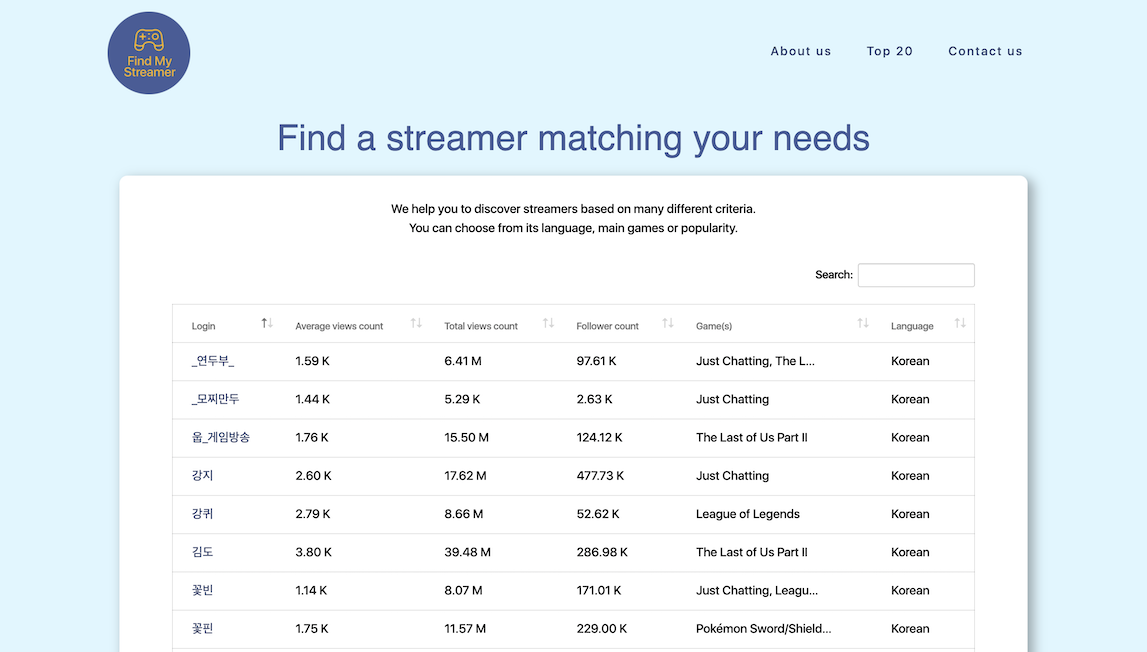 Find My
Streamer
About us Top 20 Contact us
Find a streamer matching your needs
We help you to discover streamers based on many different criteria.
You can choose from its language, main games or popularity.
Search:
Login Average views count Total views count Follower count Game(s) Language
_연두부_ 1.59 K 6.41 M 97.61 K Just Chatting, The L... Korean
_모찌만두 1.44 K 5.29 K 2.63 K Just Chatting Korean
웁_게임방송 1.76 K 15.50 M 124.12 K The Last of Us Part II Korean
강지 2.60 K 17.62 M 477.73 K Just Chatting Korean
강퀴 2.79 K 8.66 M 52.62 K League of Legends Korean
김도 3.80 K 39.48 M 286.98 K The Last of Us Part II Korean
꽃빈 1.14 K 8.07 M 171.01 K Just Chatting, Leagu... Korean
꽃핀 1.75 K 11.57 M 229.00 K Pokémon Sword/Shield... Korean